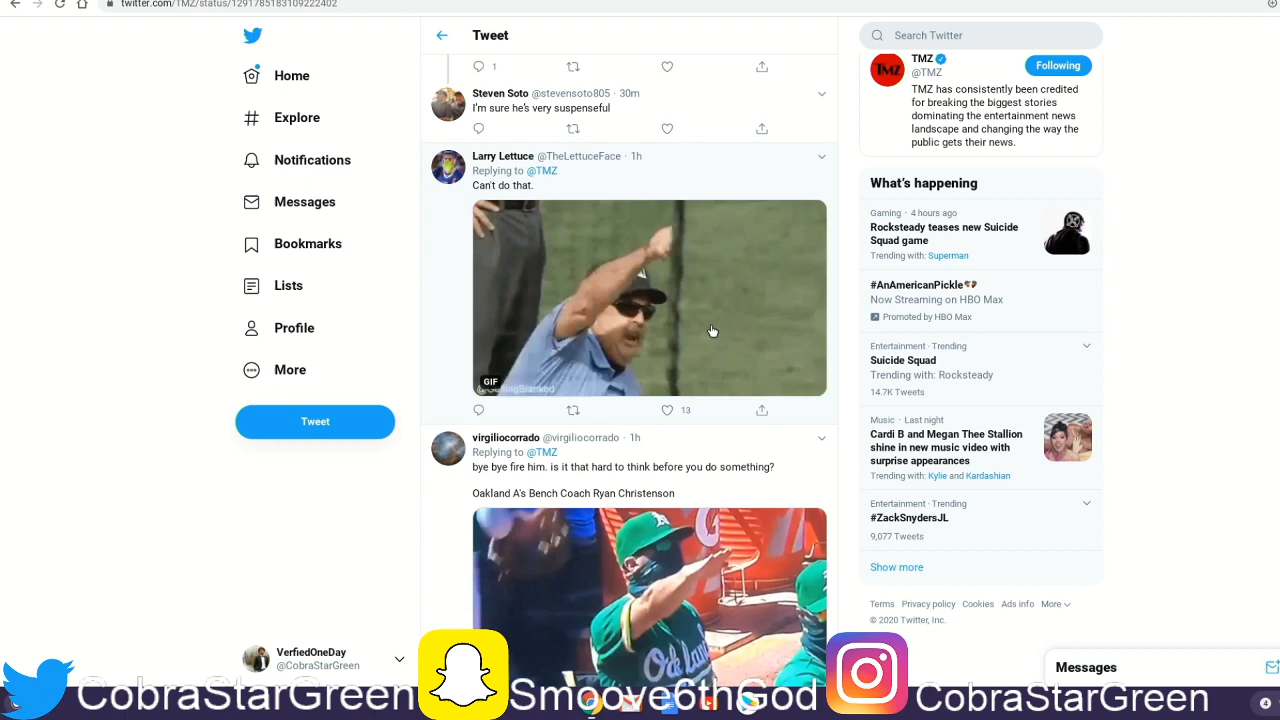 twitter.com/TMZ/status/1291785183109222402
Home
Explore
Notifications
Messages
Bookmarks
Lists
Profile
More
Tweet
VerfiedOneDay
@CobraStarGreen
Tweet
1
Steven Soto @stevensoto805 · 30m
I'm sure he's very suspenseful
Larry Lettuce @TheLettuceFace · 1h
Replying to @TMZ
Can't do that.
GIF
13
virgiliocorrado @virgiliocorrado · 1h
Replying to @TMZ
bye bye fire him. is it that hard to think before you do something?
Oakland A's Bench Coach Ryan Christenson
Search Twitter
TMZ
TMZ
@TMZ
Following
TMZ has consistently been credited
for breaking the biggest stories
dominating the entertainment news
landscape and changing the way the
public gets their news.
What's happening
Gaming · 4 hours ago
Rocksteady teases new Suicide
Squad game
Trending with: Superman
#AnAmericanPickle
Now Streaming on HBO Max
Promoted by HBO Max
Entertainment · Trending
Suicide Squad
Trending with: Rocksteady
14.7K Tweets
Music · Last night
Cardi B and Megan Thee Stallion
shine in new music video with
surprise appearances
Trending with: Kylie and Kardashian
Entertainment · Trending
#ZackSnydersJL
9,077 Tweets
Show more
Terms Privacy policy Cookies Ads info More
© 2020 Twitter, Inc.
Messages
CobraStarGreen
Smoove6thGod
CobraStarGreen
4